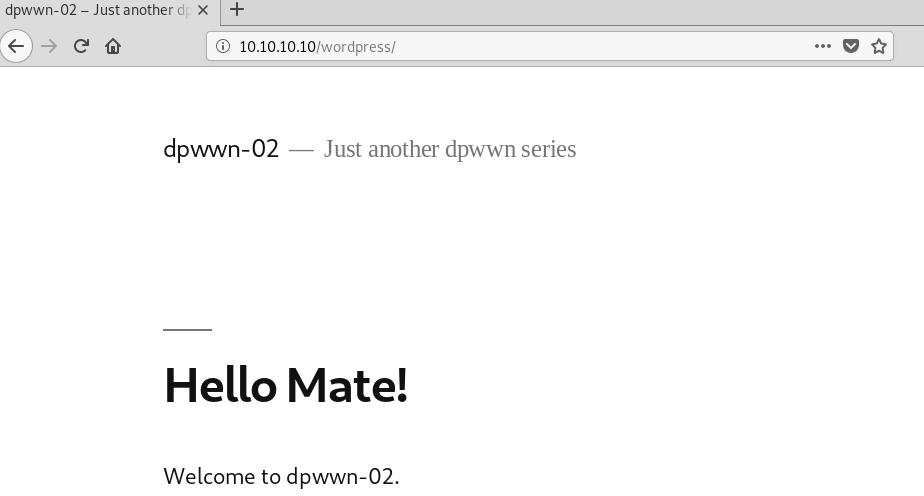 dpwwn-02 – Just another dp
10.10.10.10/wordpress/
dpwwn-02 — Just another dpwwn series
Hello Mate!
Welcome to dpwwn-02.